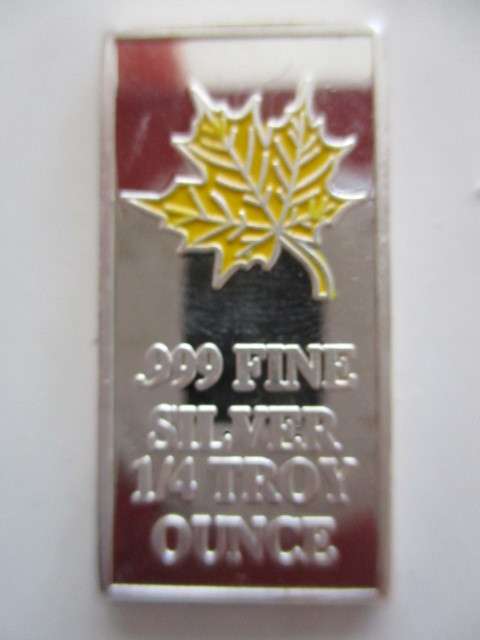 .999 FINE
SILVER
1/4 TROY
OUNCE